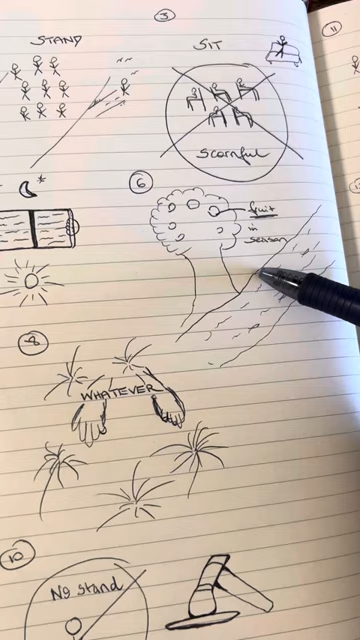 3
11
STAND
SIT
Scornful
6
fruit
in
season
8
WHATEVER
10
No stand